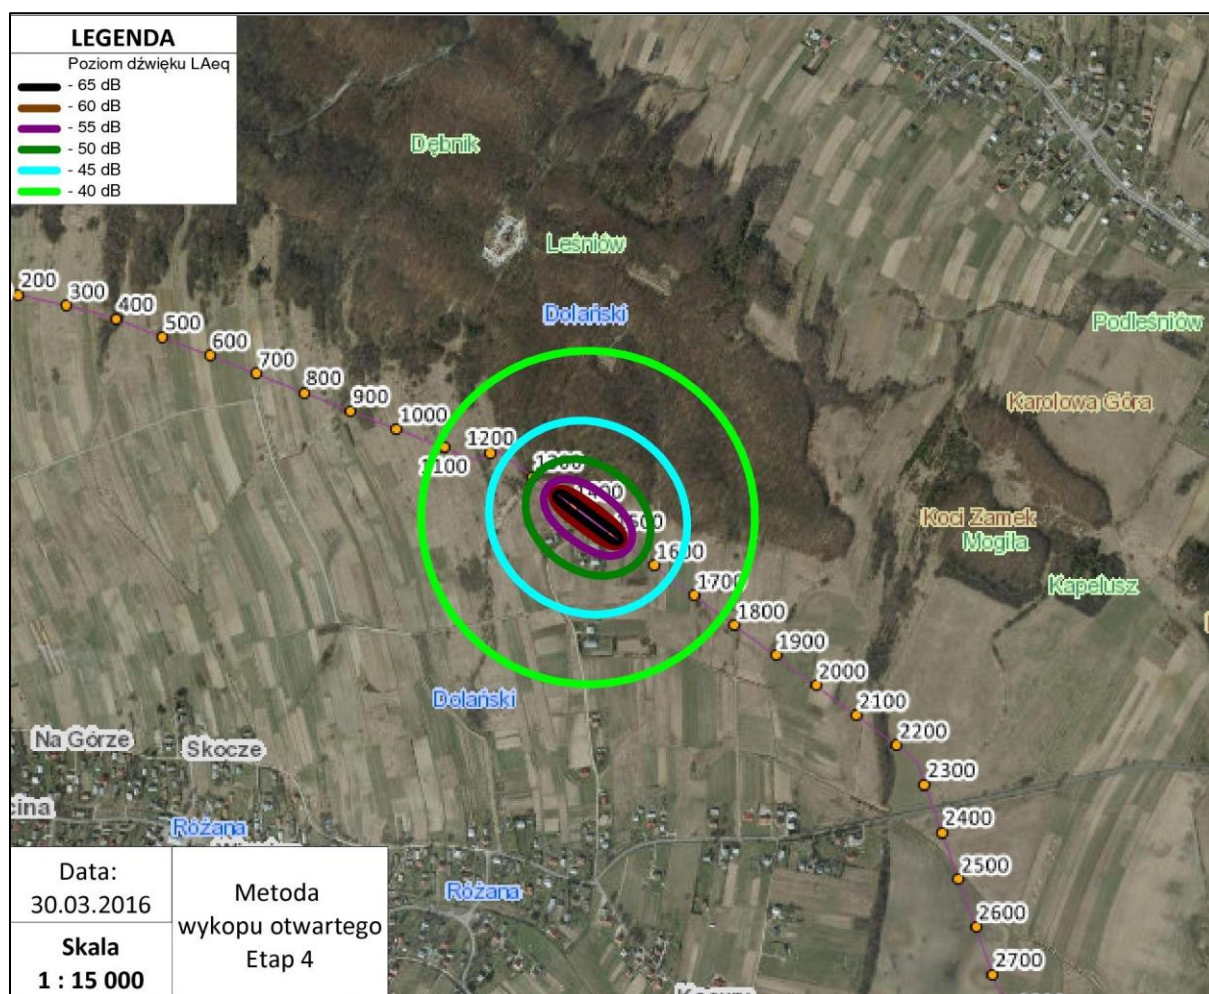 LEGENDA
Poziom dźwięku LAeq
- 65 dB
- 60 dB
- 55 dB
- 50 dB
- 45 dB
- 40 dB
Dębnik
Leśniów
Dolański
Podleśniów
Karolowa Góra
Koci Zamek
Mogiła
Kapelusz
200
300
400
500
600
700
800
900
1000
1100
1200
1300
1400
1500
1600
1700
1800
1900
2000
2100
2200
2300
2400
2500
2600
2700
Dolański
Na Górze
Skocze
Różana
Różana
Data:
30.03.2016
Skala
1 : 15 000
Metoda
wykopu otwartego
Etap 4